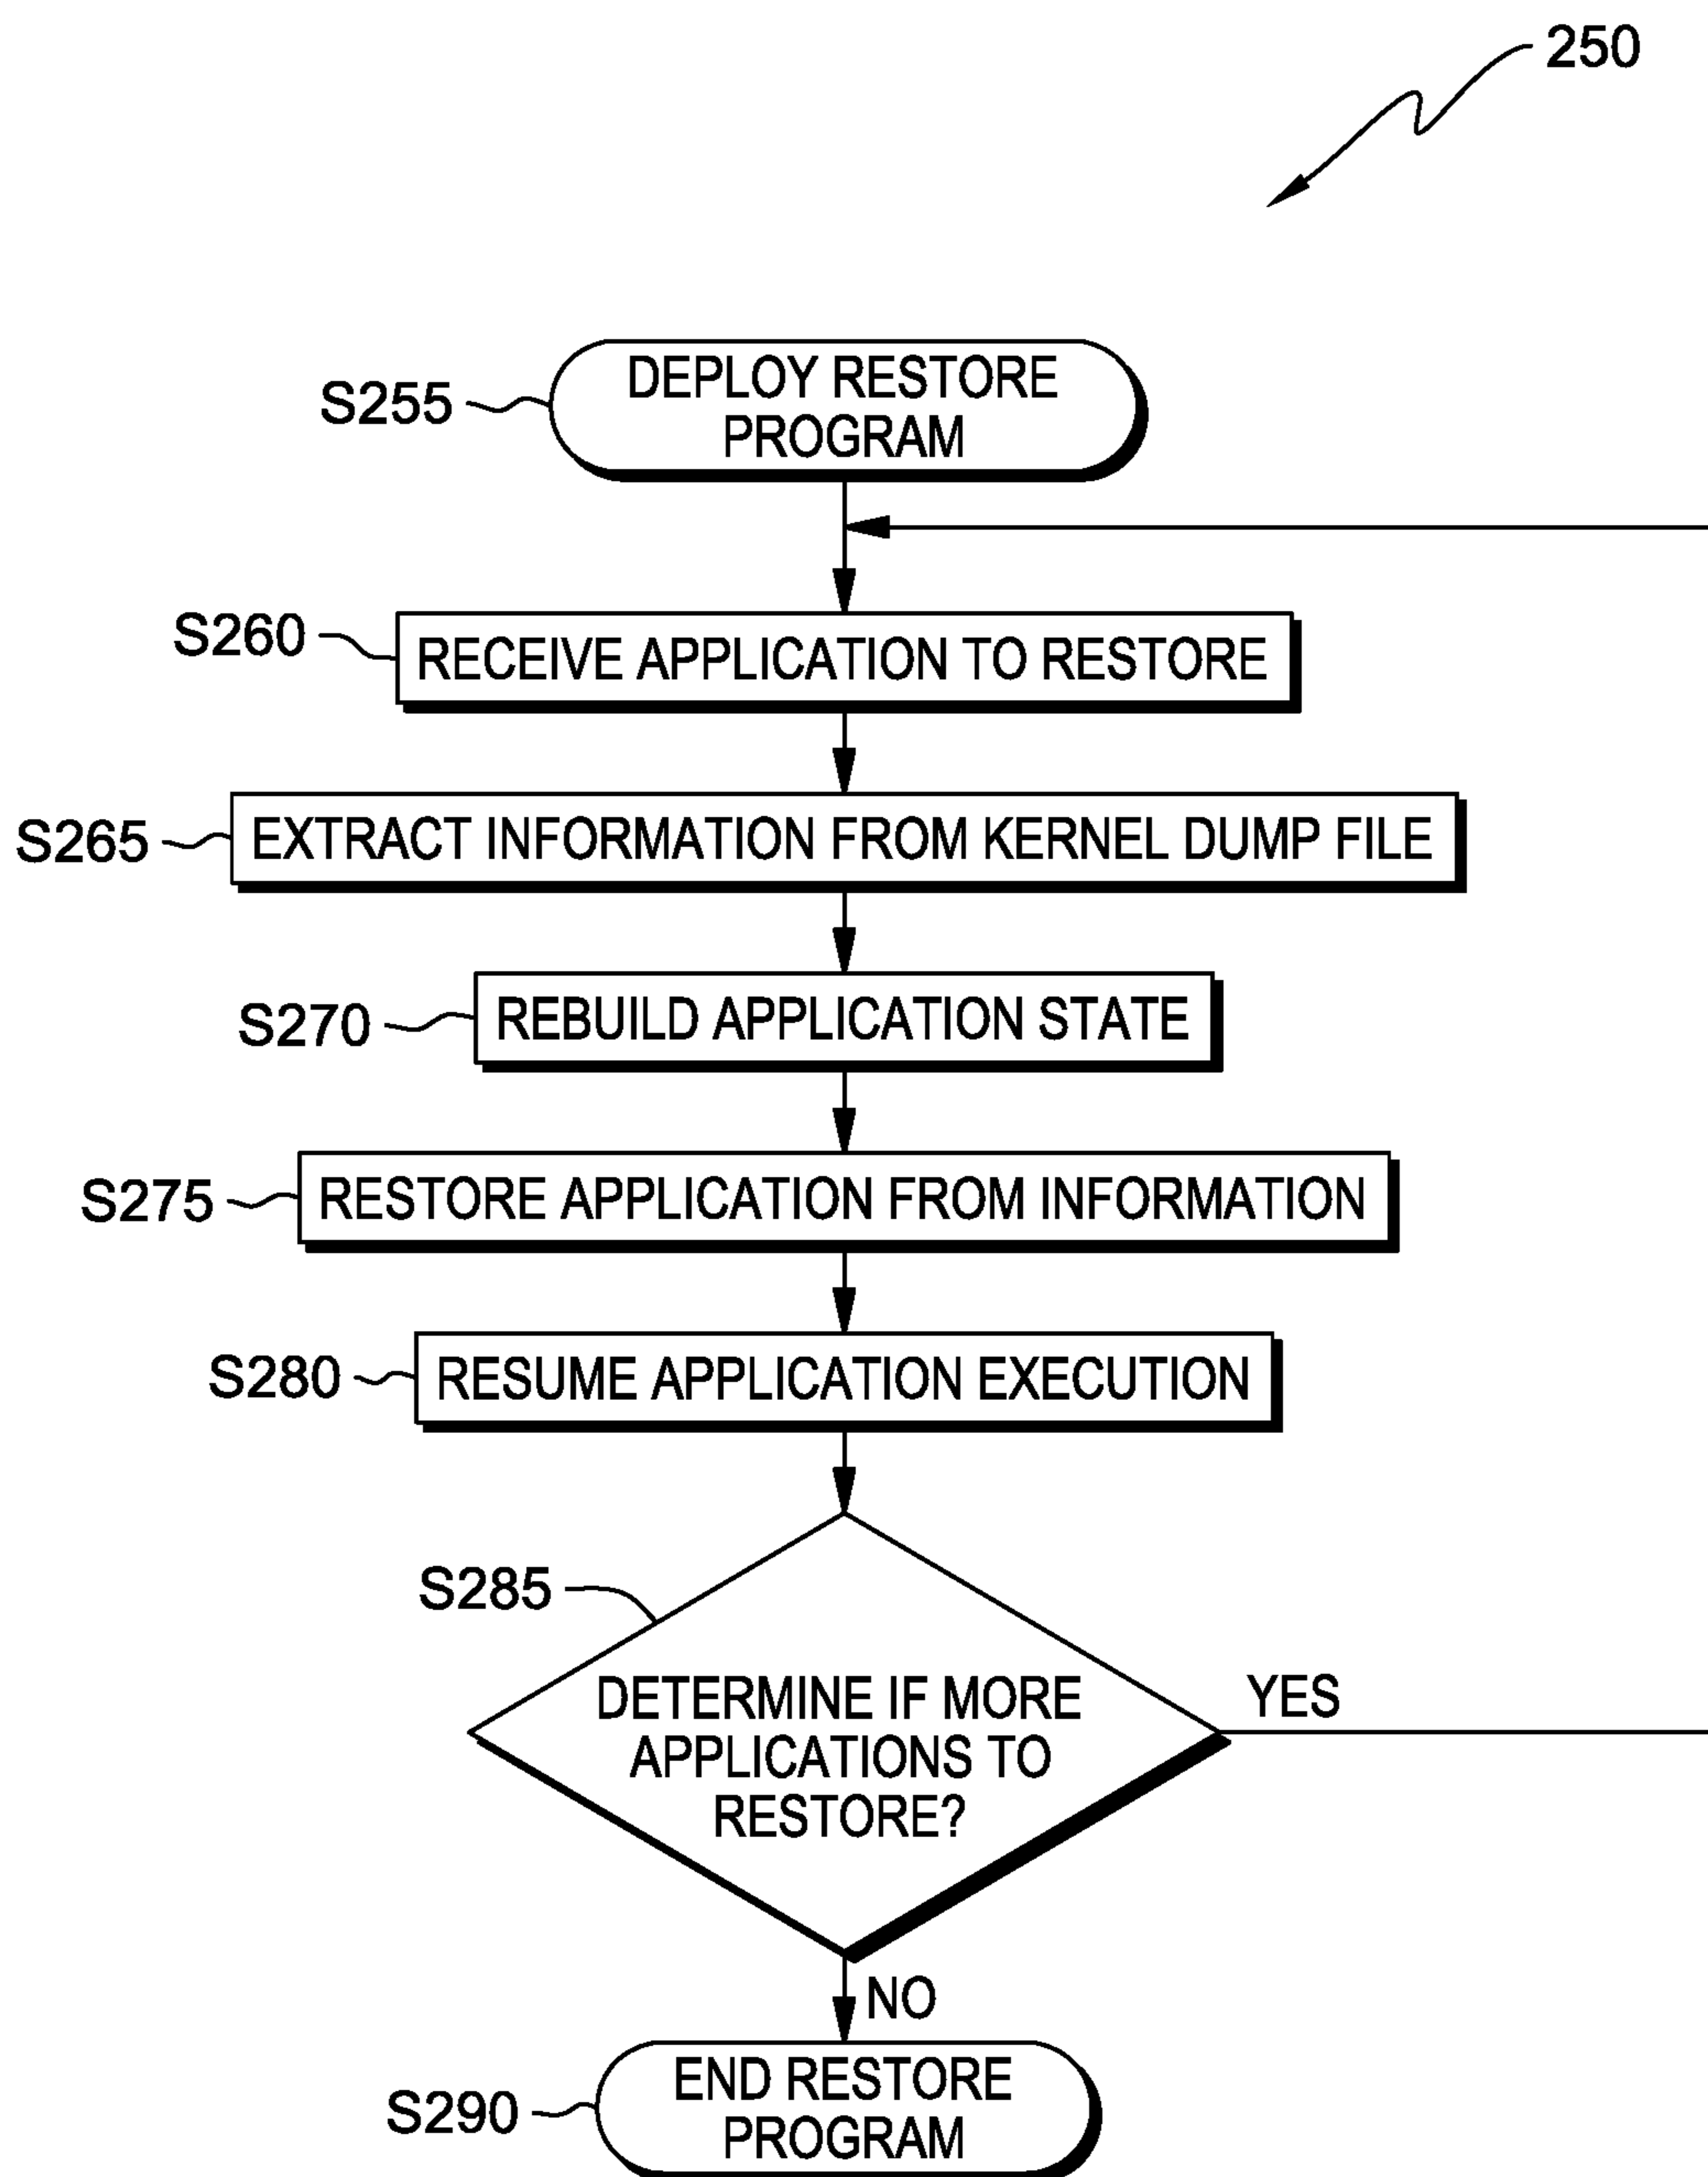 250
S255
DEPLOY RESTORE
PROGRAM
S260
RECEIVE APPLICATION TO RESTORE
S265
EXTRACT INFORMATION FROM KERNEL DUMP FILE
S270
REBUILD APPLICATION STATE
S275
RESTORE APPLICATION FROM INFORMATION
S280
RESUME APPLICATION EXECUTION
S285
DETERMINE IF MORE
APPLICATIONS TO
RESTORE?
YES
NO
S290
END RESTORE
PROGRAM